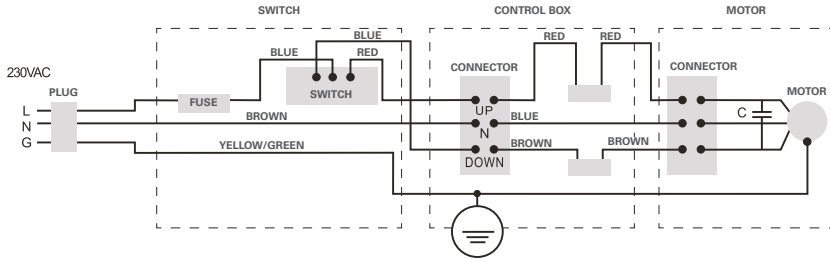 SWITCH CONTROL BOX MOTOR
BLUE RED RED
BLUE RED
230VAC
PLUG
CONNECTOR
CONNECTOR
MOTOR
SWITCH
FUSE
L
UP
C
BROWN
BLUE
N
N
G
YELLOW/GREEN
BROWN
BROWN
DOWN